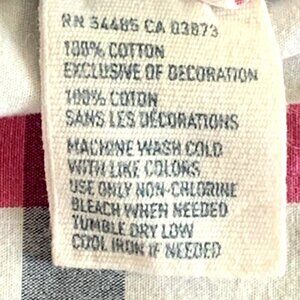 RN 54485 CA 03873
100% COTTON
EXCLUSIVE OF DECORATION
100% COTON
SANS LES DÉCORATIONS
MACHINE WASH COLD
WITH LIKE COLORS
USE ONLY NON-CHLORINE
BLEACH WHEN NEEDED
TUMBLE DRY LOW
COOL IRON IF NEEDED